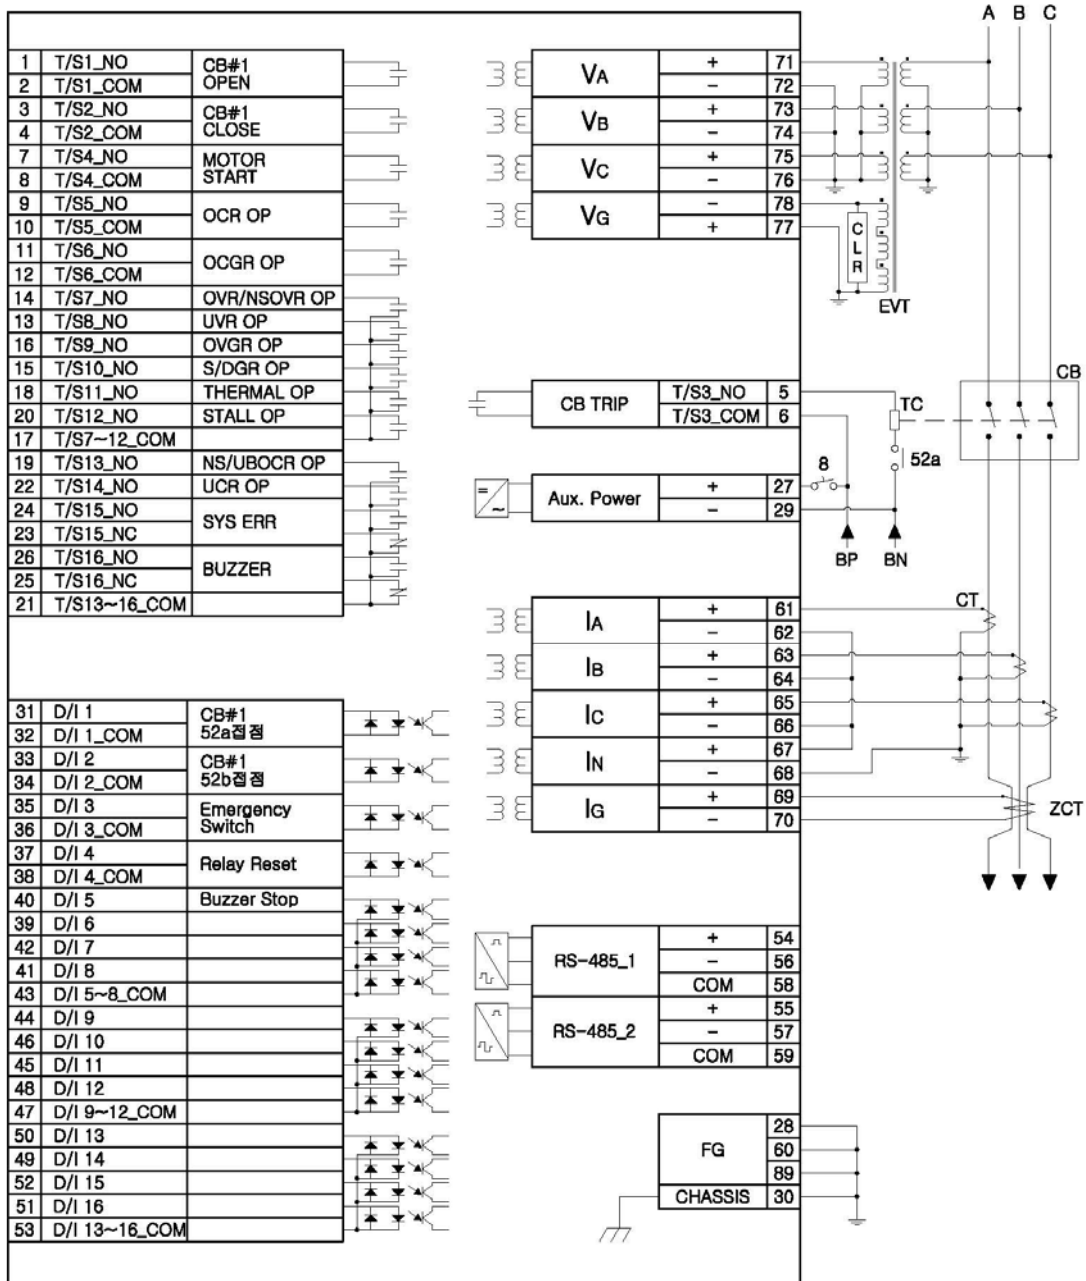 A B C
1 T/S1_NO CB#1 OPEN
2 T/S1_COM
3 T/S2_NO CB#1 CLOSE
4 T/S2_COM
7 T/S4_NO MOTOR START
8 T/S4_COM
9 T/S5_NO OCR OP
10 T/S5_COM
11 T/S6_NO OCGR OP
12 T/S6_COM
14 T/S7_NO OVR/NSOVR OP
13 T/S8_NO UVR OP
16 T/S9_NO OVGR OP
15 T/S10_NO S/DGR OP
18 T/S11_NO THERMAL OP
20 T/S12_NO STALL OP
17 T/S7~12_COM
19 T/S13_NO NS/UBOCR OP
22 T/S14_NO UCR OP
24 T/S15_NO SYS ERR
23 T/S15_NC
26 T/S16_NO BUZZER
25 T/S16_NC
21 T/S13~16_COM
31 D/I 1 CB#1 52a접점
32 D/I 1_COM
33 D/I 2 CB#1 52b접점
34 D/I 2_COM
35 D/I 3 Emergency Switch
36 D/I 3_COM
37 D/I 4 Relay Reset
38 D/I 4_COM
40 D/I 5 Buzzer Stop
39 D/I 6
42 D/I 7
41 D/I 8
43 D/I 5~8_COM
44 D/I 9
46 D/I 10
45 D/I 11
48 D/I 12
47 D/I 9~12_COM
50 D/I 13
49 D/I 14
52 D/I 15
51 D/I 16
53 D/I 13~16_COM
VA + 71
− 72
VB + 73
− 74
VC + 75
− 76
VG − 78
+ 77
CLR
EVT
CB TRIP T/S3_NO 5
T/S3_COM 6
TC
CB
52a
8
Aux. Power + 27
− 29
BP BN
IA + 61
− 62
IB + 63
− 64
IC + 65
− 66
IN + 67
− 68
IG + 69
− 70
CT
ZCT
RS-485_1 + 54
− 56
COM 58
RS-485_2 + 55
− 57
COM 59
FG 28
60
89
CHASSIS 30